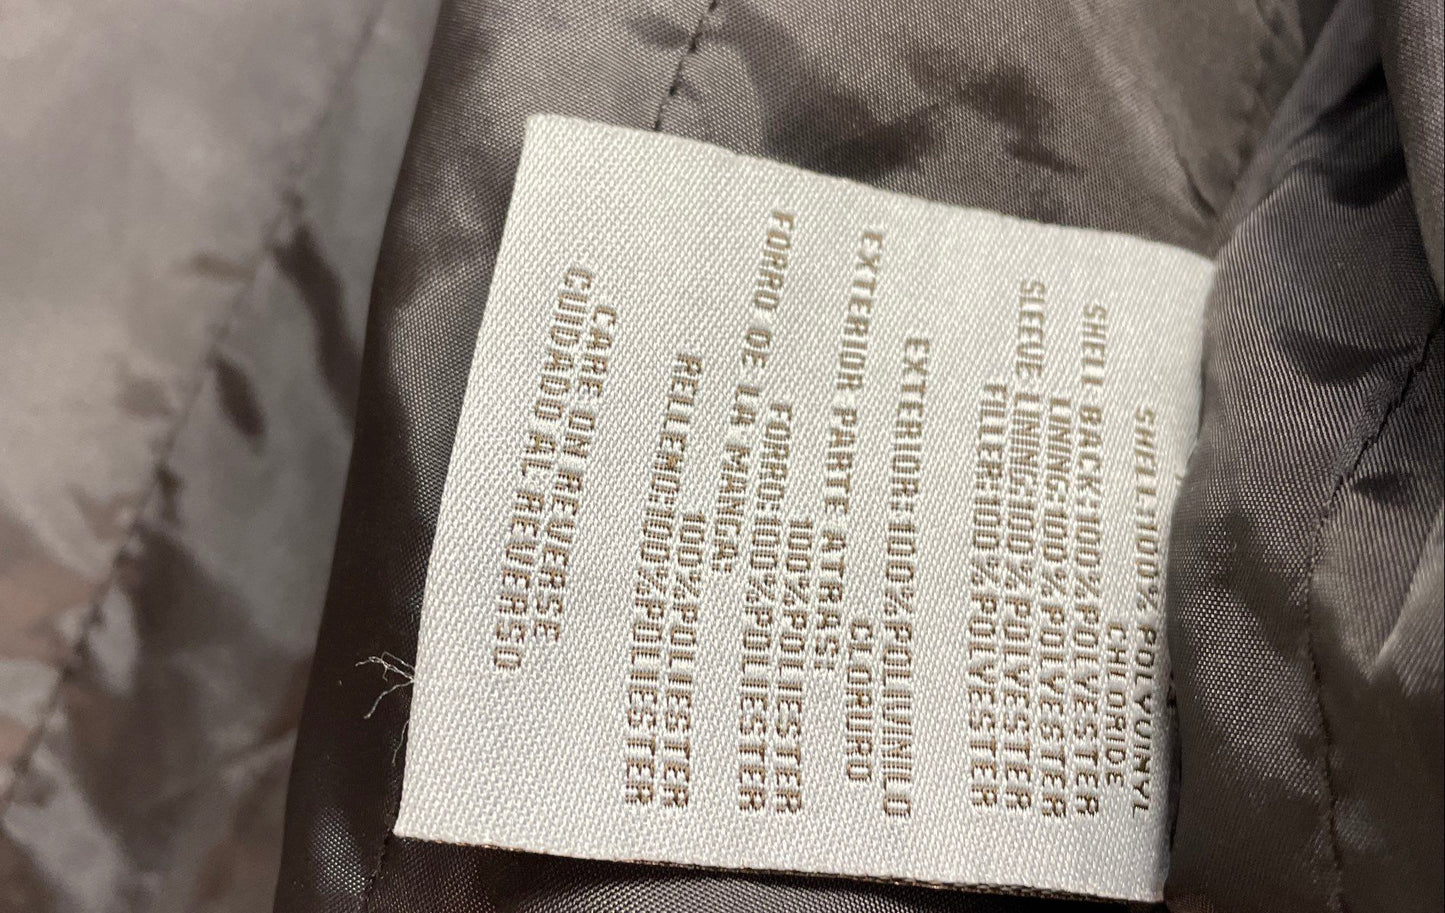 SHELL:100% POLYVINYL
CHLORIDE
SHELL BACK:100%POLYESTER
LINING:100%POLYESTER
SLEEVE LINING:100%POLYESTER
FILLER:100%POLYESTER
EXTERIOR:100%POLIVINILO
CLORURO
EXTERIOR PARTE ATRAS:
100%POLIESTER
FORRO:100%POLIESTER
FORRO DE LA MANGA:
100%POLIESTER
RELLENO:100%POLIESTER
CARE ON REVERSE
CUIDADO AL REVERSO